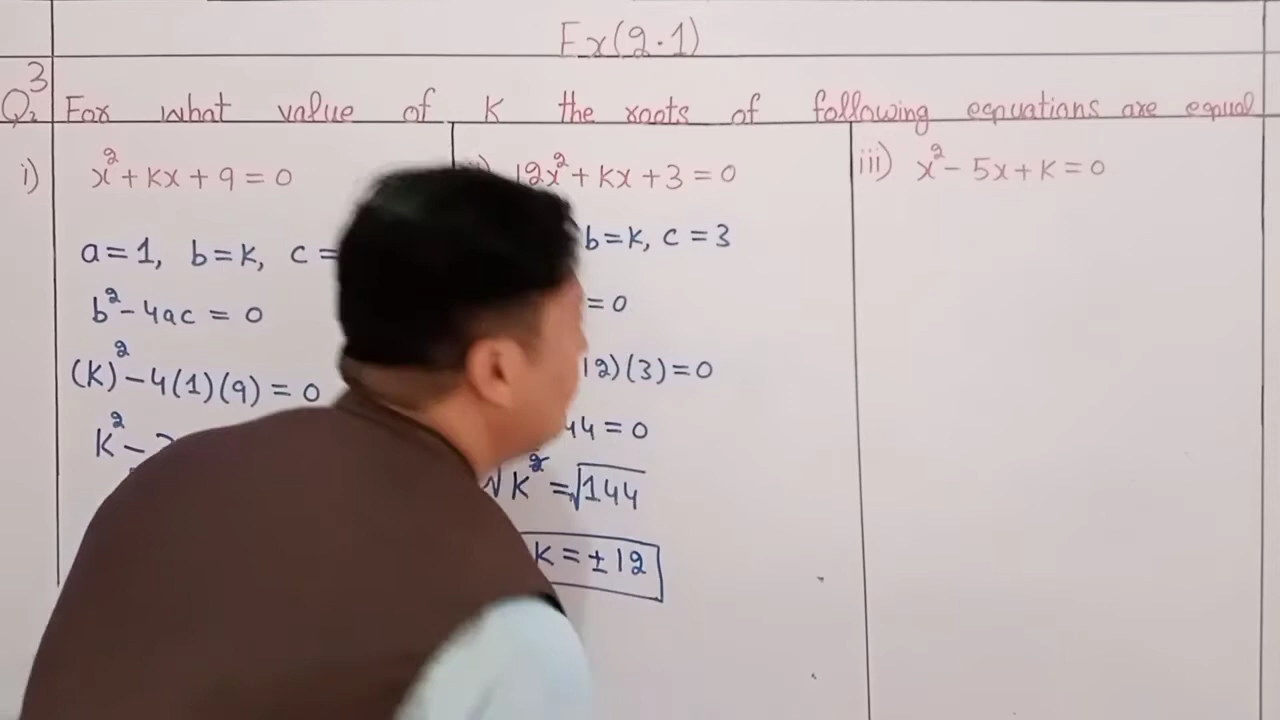 Ex(2.1)
Q3 For what value of K the roots of following equations are equal
i) x²+Kx+9=0
a=1, b=K, c=
b²-4ac=0
(K)²-4(1)(9)=0
K²-
12x²+Kx+3=0
b=K, c=3
=0
12)(3)=0
44=0
√K²=√144
K=±12
iii) x²-5x+K=0